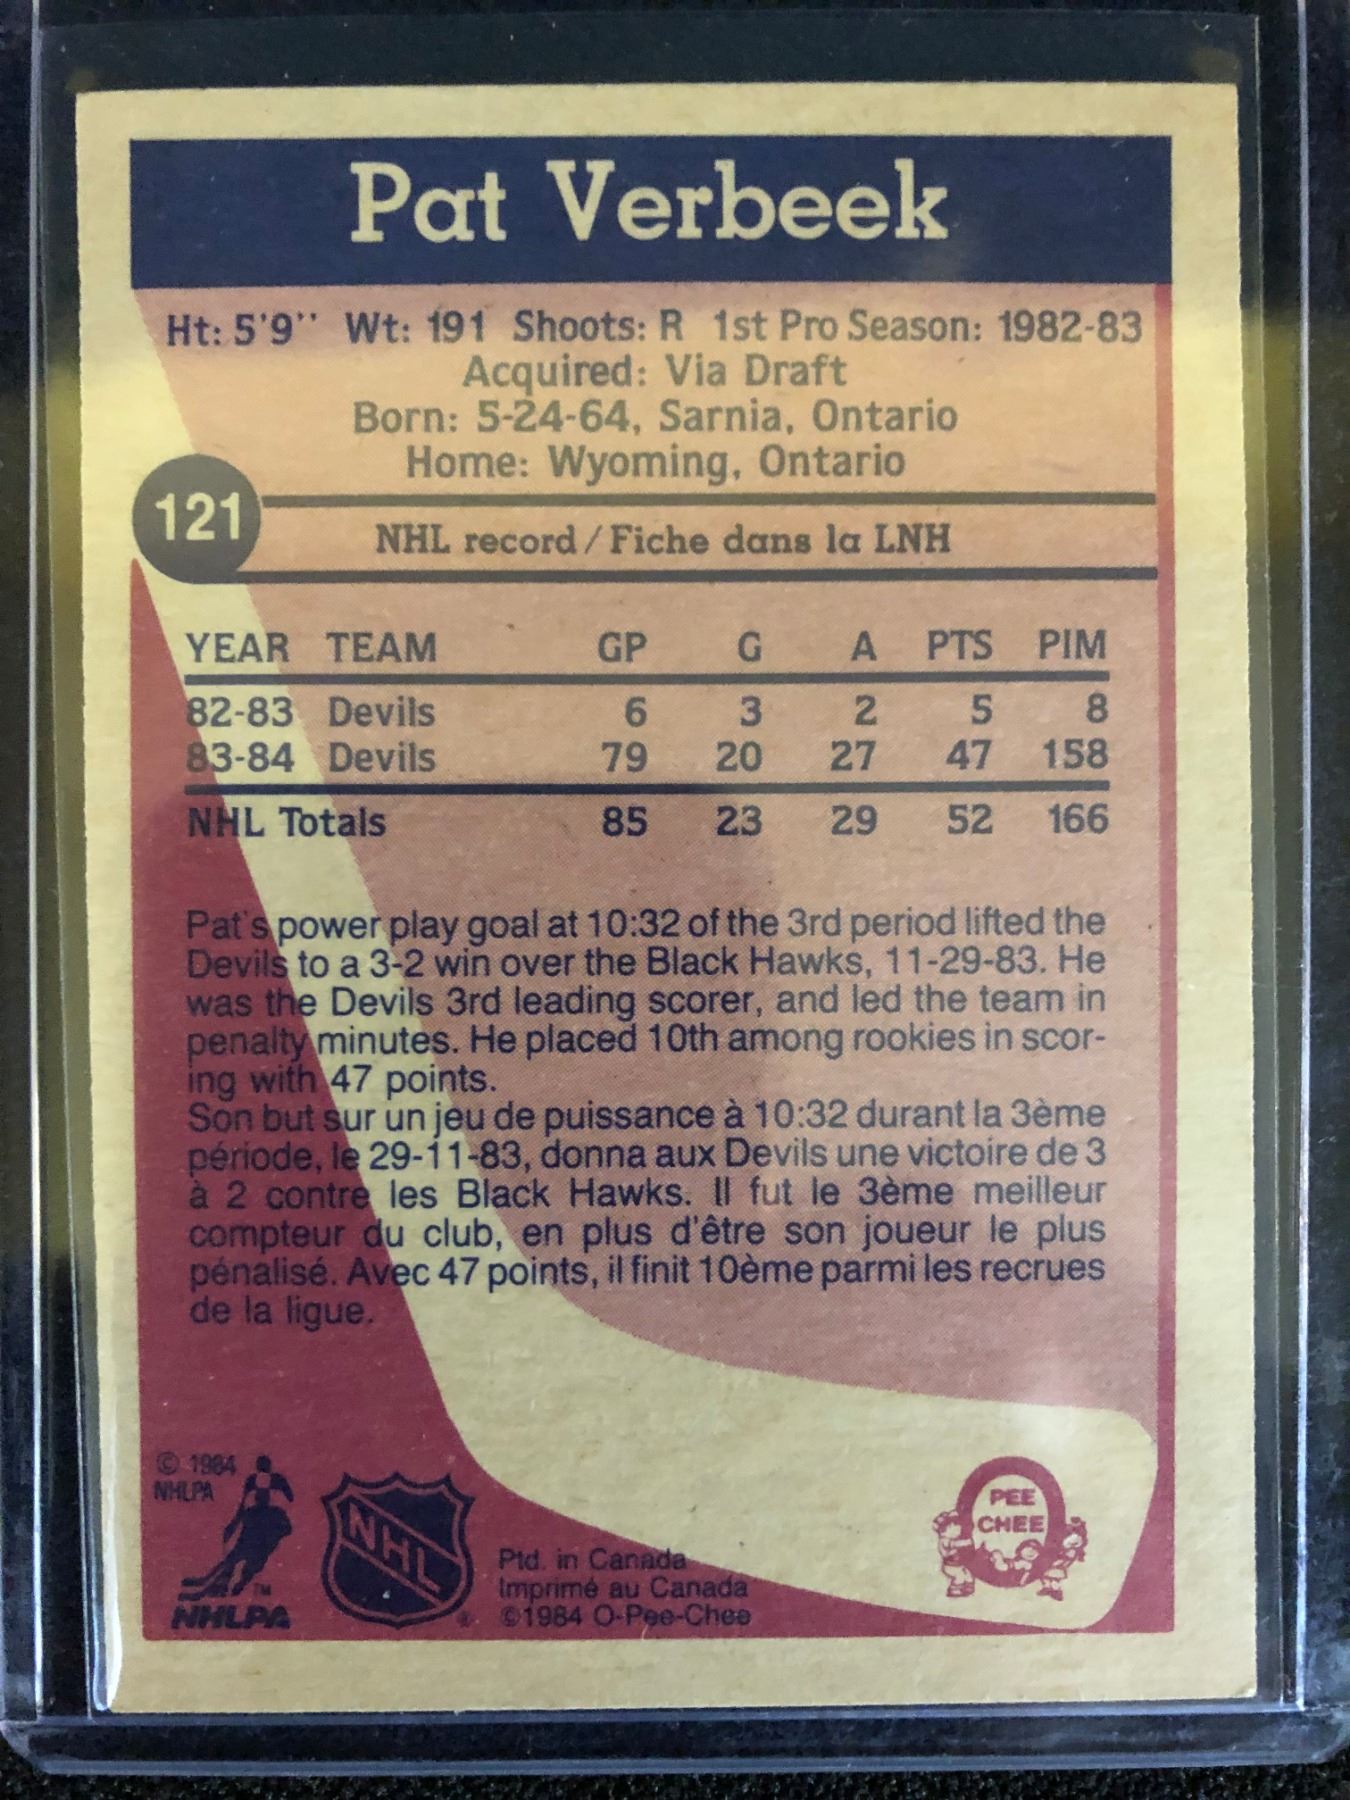 Pat Verbeek
Ht: 5'9'' Wt: 191 Shoots: R 1st Pro Season: 1982-83
Acquired: Via Draft
Born: 5-24-64, Sarnia, Ontario
Home: Wyoming, Ontario
121
NHL record / Fiche dans la LNH
YEAR TEAM GP G A PTS PIM
82-83 Devils 6 3 2 5 8
83-84 Devils 79 20 27 47 158
NHL Totals 85 23 29 52 166
Pat's power play goal at 10:32 of the 3rd period lifted the
Devils to a 3-2 win over the Black Hawks, 11-29-83. He
was the Devils 3rd leading scorer, and led the team in
penalty minutes. He placed 10th among rookies in scor-
ing with 47 points.
Son but sur un jeu de puissance à 10:32 durant la 3ème
période, le 29-11-83, donna aux Devils une victoire de 3
à 2 contre les Black Hawks. Il fut le 3ème meilleur
compteur du club, en plus d'être son joueur le plus
pénalisé. Avec 47 points, il finit 10ème parmi les recrues
de la ligue.
© 1984
NHLPA
TM
NHLPA
NHL
®
Ptd. in Canada
Imprimé au Canada
©1984 O-Pee-Chee
PEE
CHEE